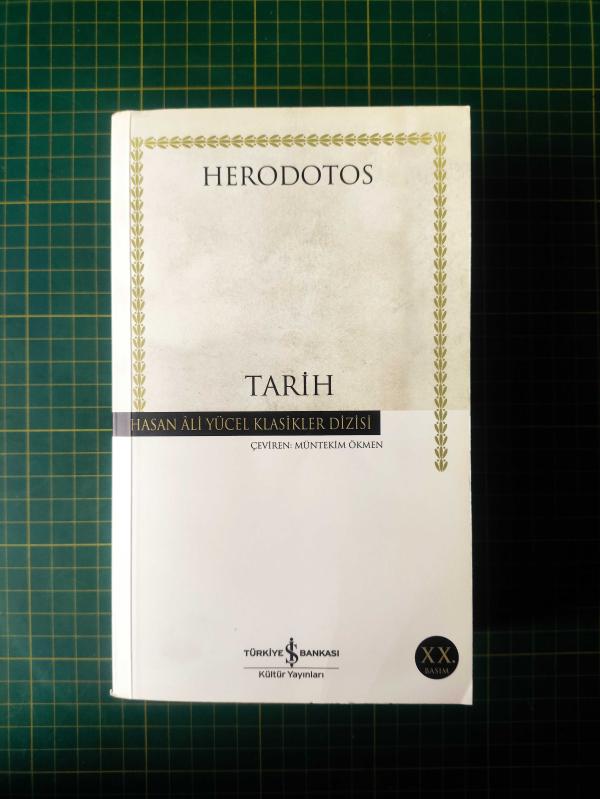 HERODOTOS
TARİH
HASAN ÂLİ YÜCEL KLASİKLER DİZİSİ
ÇEVİREN: MÜNTEKİM ÖKMEN
TÜRKİYE İŞ BANKASI
Kültür Yayınları
XX.
BASIM